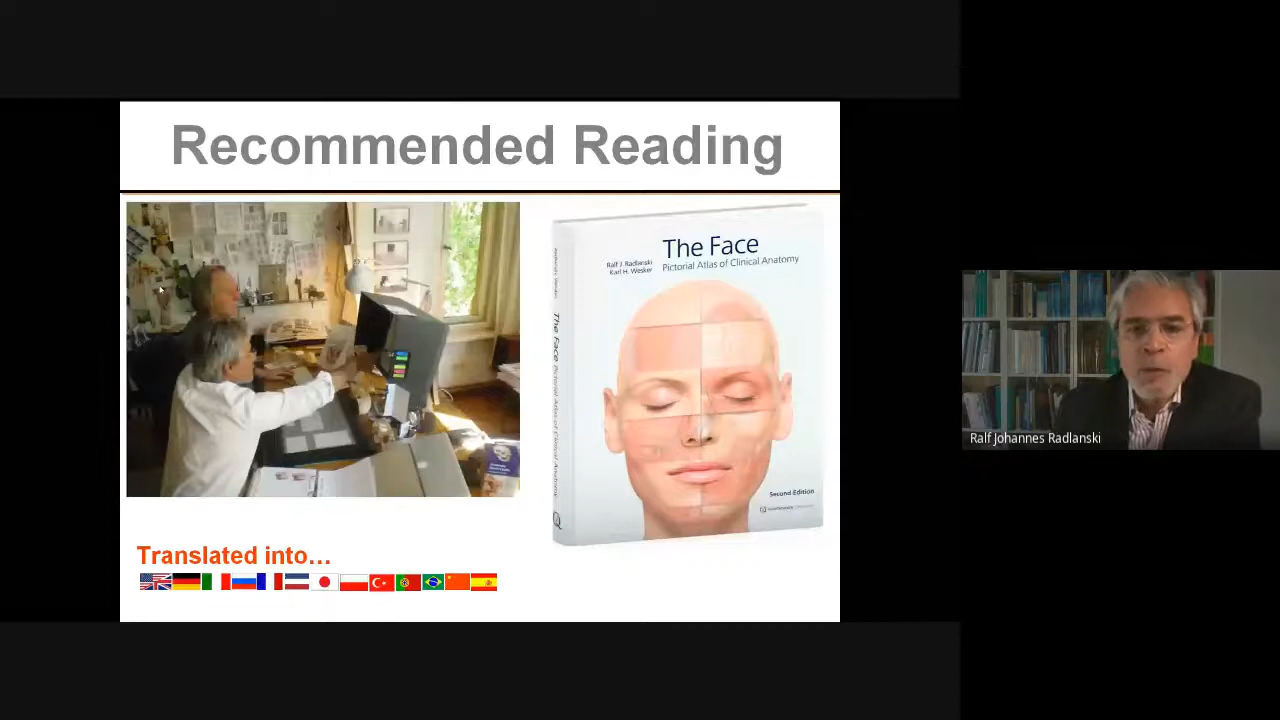 Recommended Reading
The Face
Ralf J. Radlanski
Karl H. Wesker
Pictorial Atlas of Clinical Anatomy
The Face Pictorial Atlas of Clinical Anatomy
Second Edition
Translated into...
Ralf Johannes Radlanski